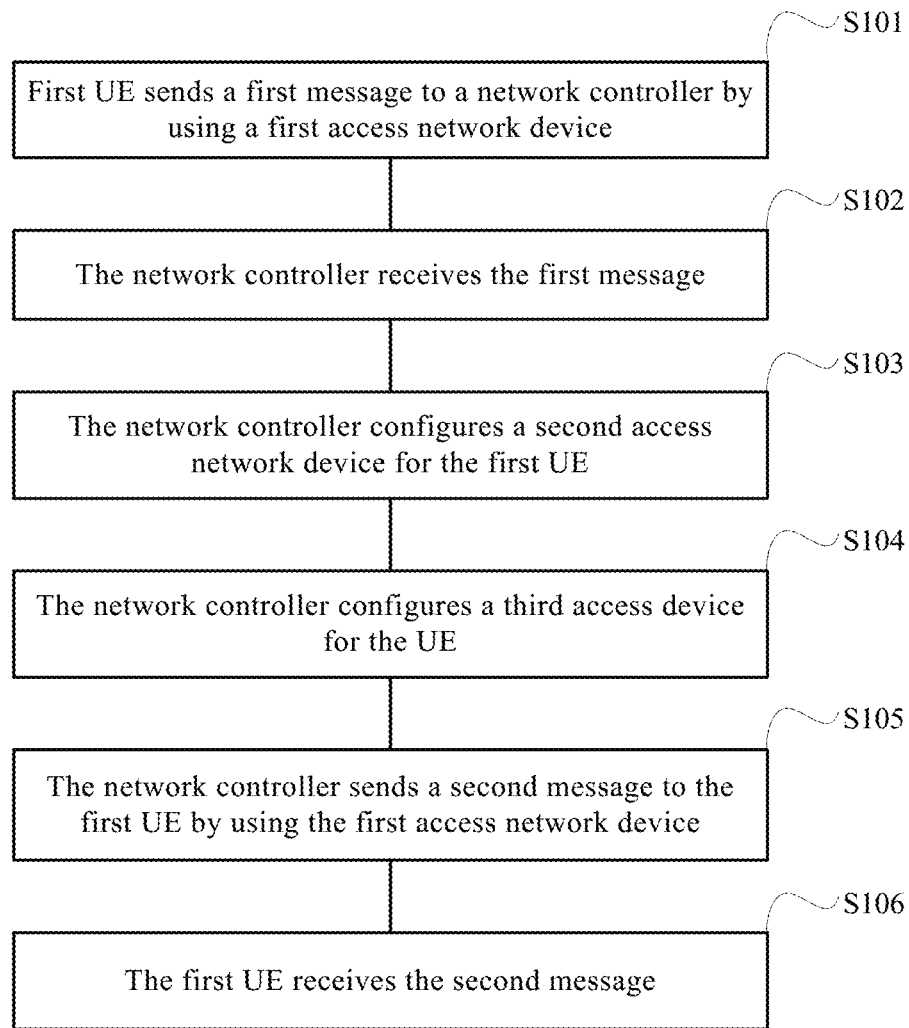 S101
First UE sends a first message to a network controller by
using a first access network device
S102
The network controller receives the first message
S103
The network controller configures a second access
network device for the first UE
S104
The network controller configures a third access device
for the UE
S105
The network controller sends a second message to the
first UE by using the first access network device
S106
The first UE receives the second message